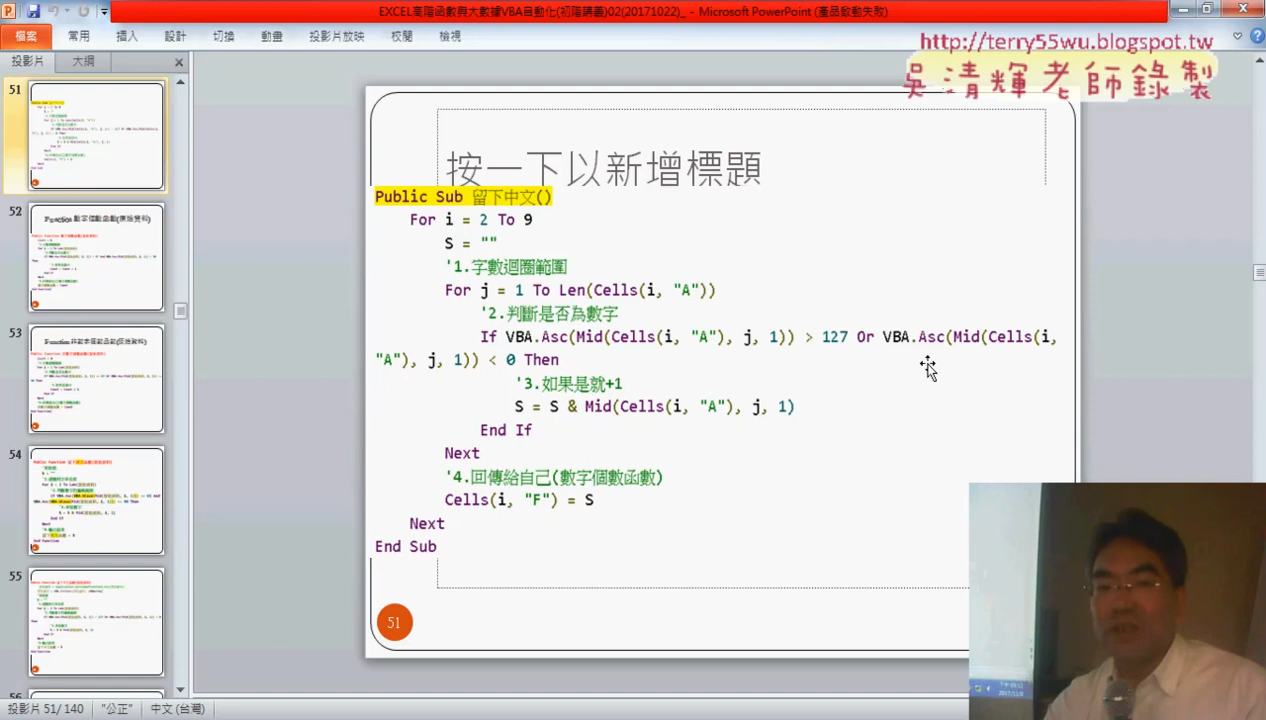 EXCEL高階函數與大數據VBA自動化(初階講義)02(20171022)_ - Microsoft PowerPoint (產品啟動失敗)
檔案 常用 插入 設計 切換 動畫 投影片放映 校閱 檢視
http://terry55wu.blogspot.tw
吳清輝老師錄製
投影片 大綱
51
52
53
54
55
56
按一下以新增標題
Public Sub 留下中文()
For i = 2 To 9
S = ""
'1.字數迴圈範圍
For j = 1 To Len(Cells(i, "A"))
'2.判斷是否為數字
If VBA.Asc(Mid(Cells(i, "A"), j, 1)) > 127 Or VBA.Asc(Mid(Cells(i,
"A"), j, 1)) < 0 Then
'3.如果是就+1
S = S & Mid(Cells(i, "A"), j, 1)
End If
Next
'4.回傳給自己(數字個數函數)
Cells(i, "F") = S
Next
End Sub
51
投影片 51/140 "公正" 中文 (台灣)